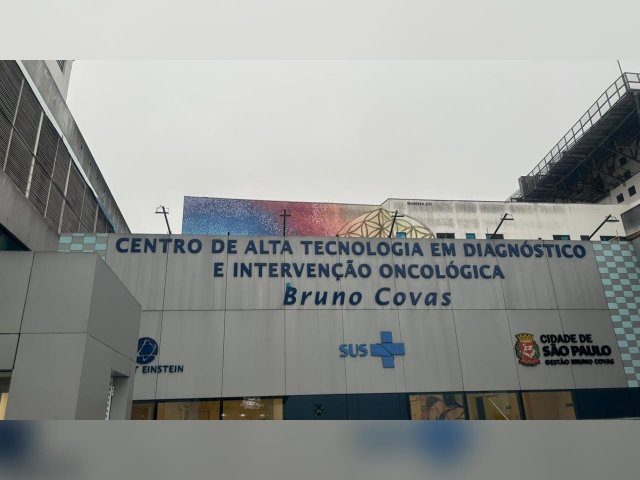 CENTRO DE ALTA TECNOLOGIA EM DIAGNÓSTICO
E INTERVENÇÃO ONCOLÓGICA
Bruno Covas
EINSTEIN
SUS
CIDADE DE
SÃO PAULO
GESTÃO BRUNO COVAS